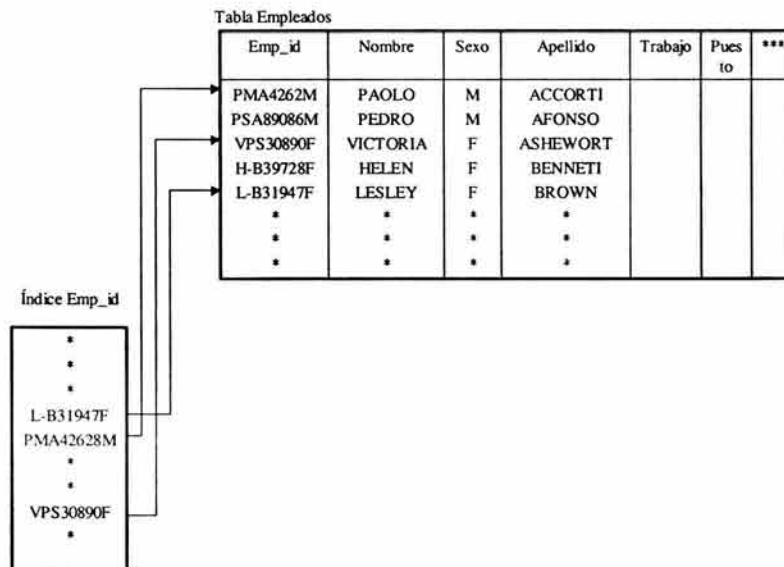 Tabla Empleados
Emp_id Nombre Sexo Apellido Trabajo Pues to ***
PMA4262M PAOLO M ACCORTI
PSA89086M PEDRO M AFONSO
VPS30890F VICTORIA F ASHEWORT
H-B39728F HELEN F BENNETI
L-B31947F LESLEY F BROWN
* * * *
* * * *
* * * *
Índice Emp_id
*
*
*
L-B31947F
PMA42628M
*
*
VPS30890F
*